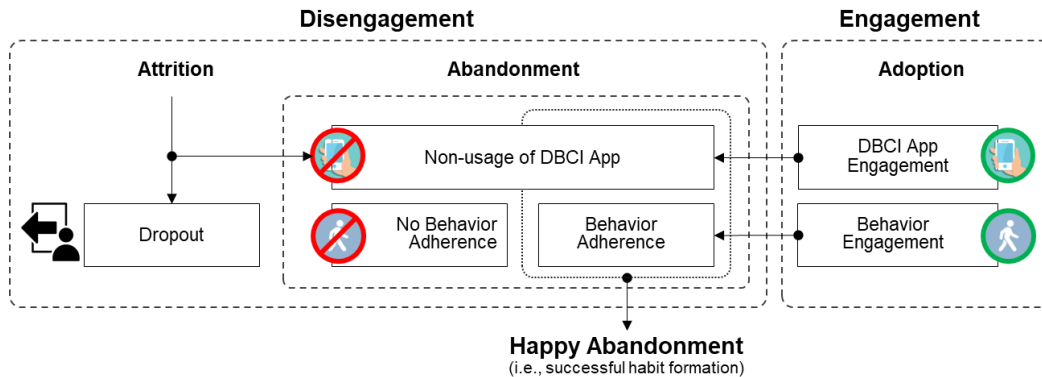 Disengagement
Engagement
Attrition
Abandonment
Adoption
Non-usage of DBCI App
DBCI App
Engagement
Dropout
No Behavior
Adherence
Behavior
Adherence
Behavior
Engagement
Happy Abandonment
(i.e., successful habit formation)